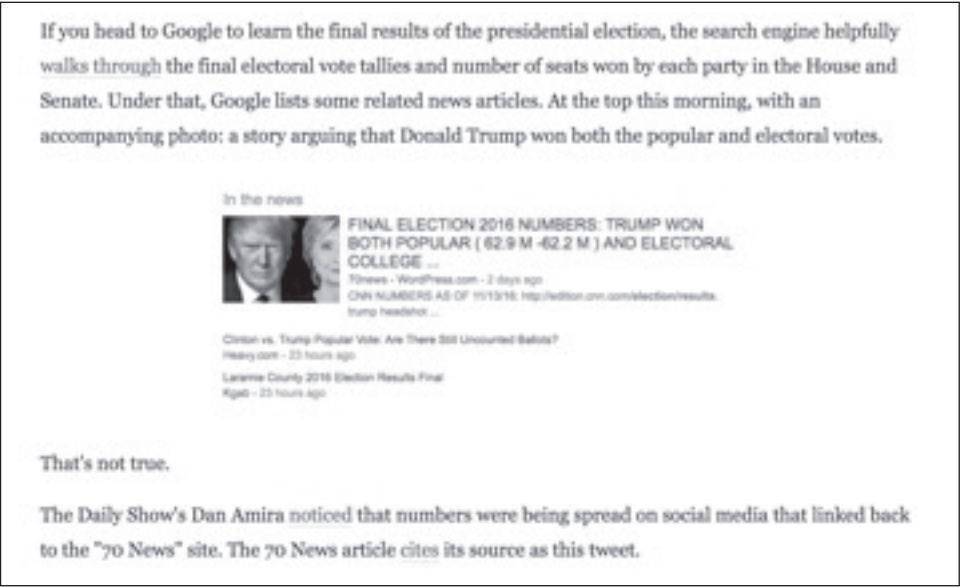 If you head to Google to learn the final results of the presidential election, the search engine helpfully
walks through the final electoral vote tallies and number of seats won by each party in the House and
Senate. Under that, Google lists some related news articles. At the top this morning, with an
accompanying photo: a story arguing that Donald Trump won both the popular and electoral votes.
In the news
FINAL ELECTION 2016 NUMBERS: TRUMP WON
BOTH POPULAR ( 62.9 M -62.2 M ) AND ELECTORAL
COLLEGE ...
70news - WordPress.com - 2 days ago
CNN NUMBERS AS OF 11/13/16: http://edition.cnn.com/election/results.
trump headshot ...
Clinton vs. Trump Popular Vote: Are There Still Uncounted Ballots?
Heavy.com - 23 hours ago
Laramie County 2016 Election Results Final
Kgab - 23 hours ago
That's not true.
The Daily Show's Dan Amira noticed that numbers were being spread on social media that linked back
to the "70 News" site. The 70 News article cites its source as this tweet.